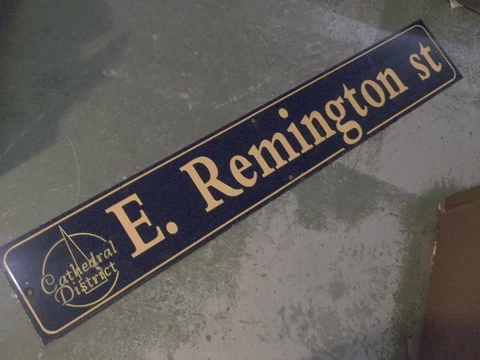 Cathedral
District
E. Remington st